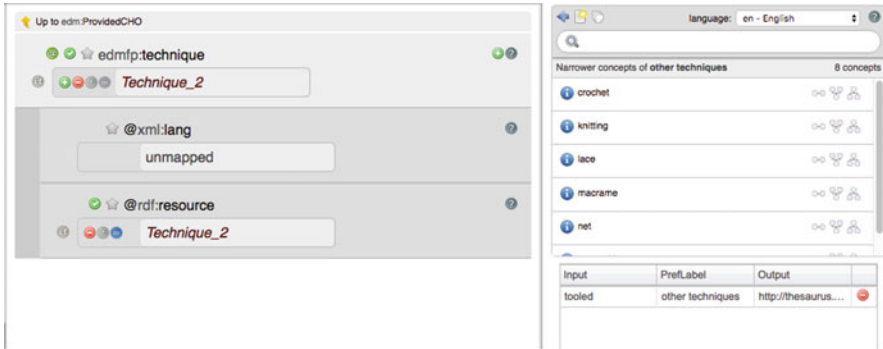 Up to edm:ProvidedCHO
edmfp:technique
Technique_2
@xml:lang
unmapped
@rdf:resource
Technique_2
language: en - English
Narrower concepts of other techniques 8 concepts
crochet
knitting
lace
macrame
net
Input PrefLabel Output
tooled other techniques http://thesaurus....